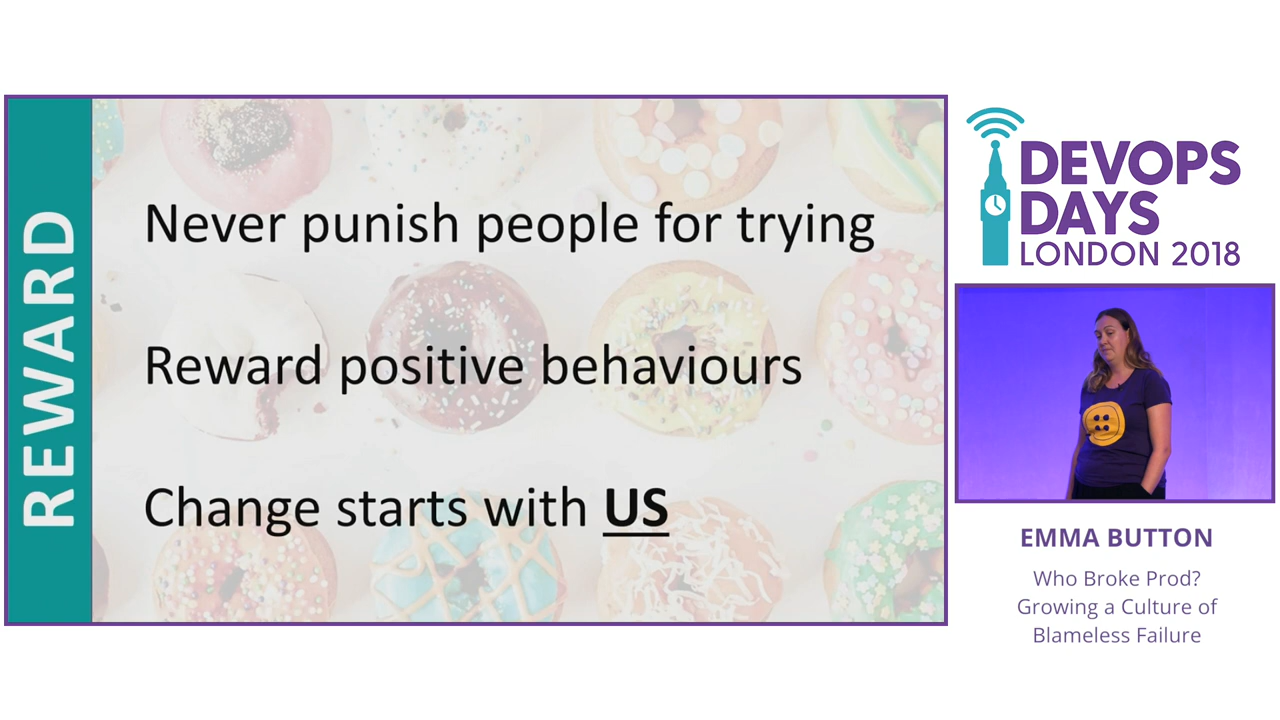 REWARD
Never punish people for trying
Reward positive behaviours
Change starts with US
DEVOPS
DAYS
LONDON 2018
EMMA BUTTON
Who Broke Prod?
Growing a Culture of
Blameless Failure